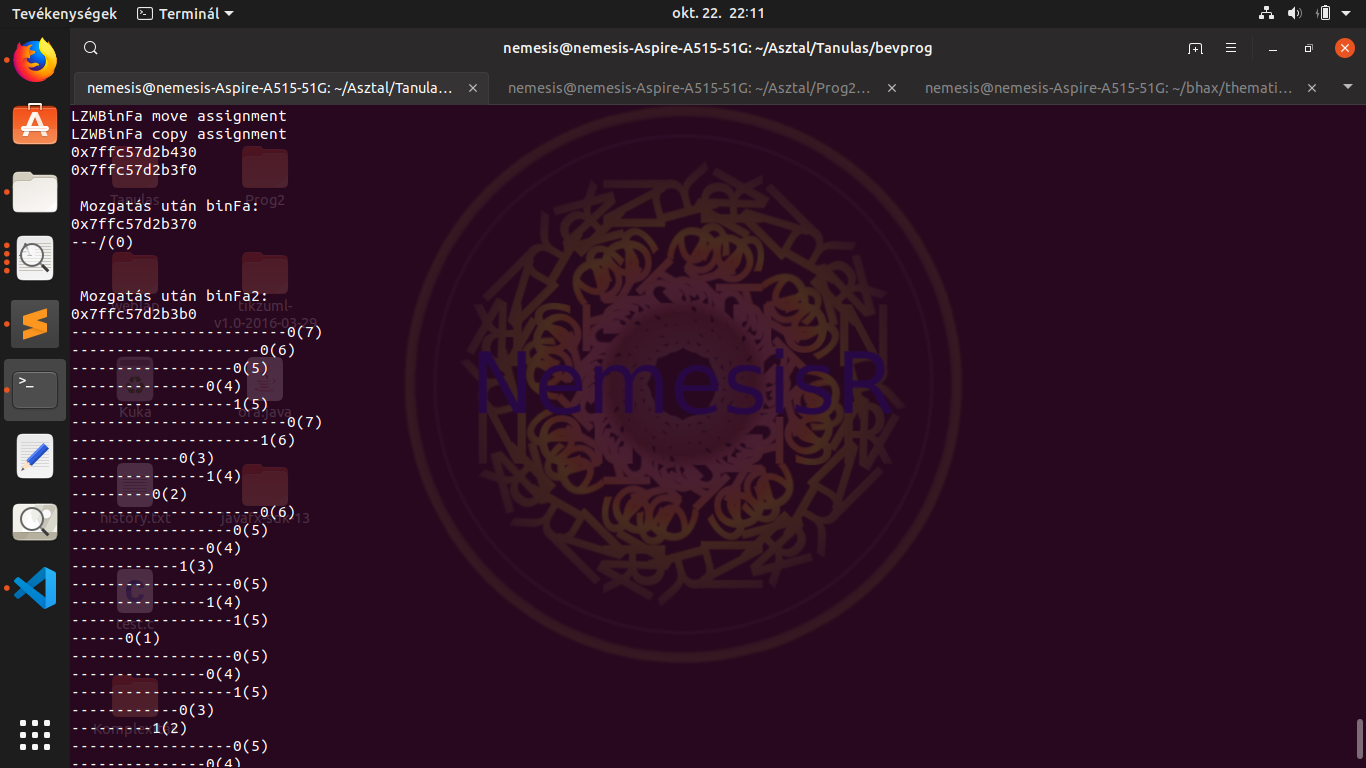 Tevékenységek
Terminál
okt. 22. 22:11
nemesis@nemesis-Aspire-A515-51G: ~/Asztal/Tanulas/bevprog
nemesis@nemesis-Aspire-A515-51G: ~/Asztal/Tanula…
nemesis@nemesis-Aspire-A515-51G: ~/Asztal/Prog2…
nemesis@nemesis-Aspire-A515-51G: ~/bhax/themati…
LZWBinFa move assignment
LZWBinFa copy assignment
0x7ffc57d2b430
0x7ffc57d2b3f0
Mozgatás után binFa:
0x7ffc57d2b370
---/(0)
Mozgatás után binFa2:
0x7ffc57d2b3b0
------------------------0(7)
---------------------0(6)
------------------0(5)
---------------0(4)
------------------1(5)
------------------------0(7)
---------------------1(6)
------------0(3)
---------------1(4)
---------0(2)
---------------------0(6)
------------------0(5)
---------------0(4)
------------1(3)
------------------0(5)
---------------1(4)
------------------1(5)
------0(1)
------------------0(5)
---------------0(4)
------------------1(5)
------------0(3)
---------1(2)
------------------0(5)
---------------0(4)
Tanulas
Prog2
tikzuml-
v1.0-2016-03-29
Kuka
ora.java
history.txt
javafx-sdk-13
test.c
NemesisR